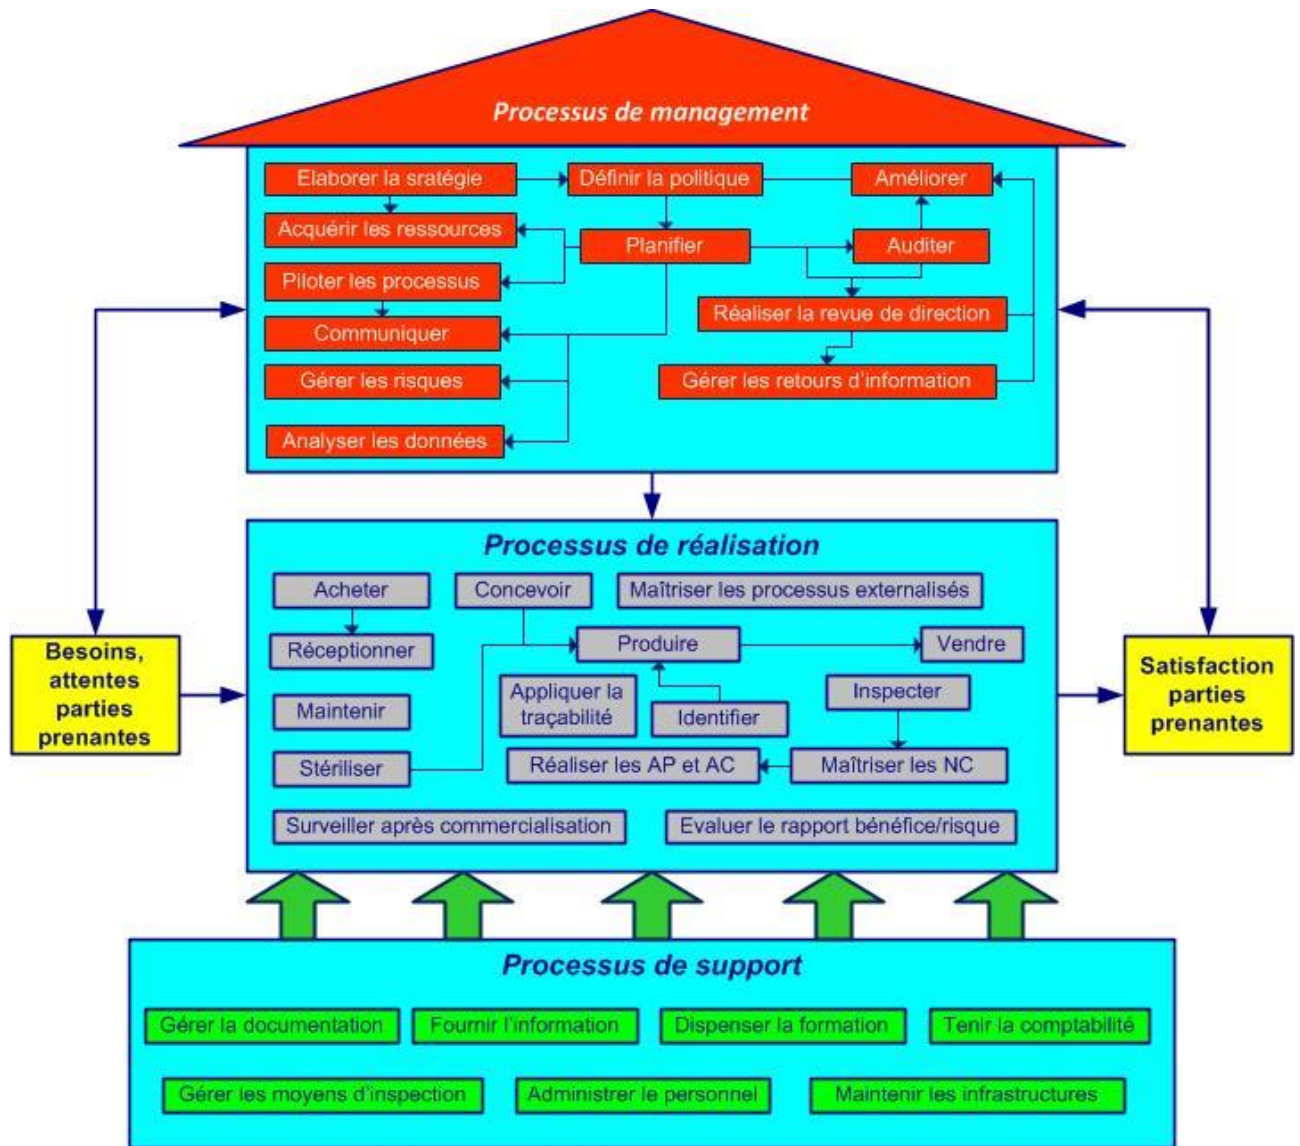 Processus de management
Elaborer la sratégie
Définir la politique
Améliorer
Acquérir les ressources
Planifier
Auditer
Piloter les processus
Réaliser la revue de direction
Communiquer
Gérer les risques
Gérer les retours d'information
Analyser les données
Processus de réalisation
Acheter
Concevoir
Maîtriser les processus externalisés
Réceptionner
Produire
Vendre
Besoins,
attentes
parties
prenantes
Satisfaction
parties
prenantes
Maintenir
Appliquer la
traçabilité
Identifier
Inspecter
Stériliser
Réaliser les AP et AC
Maîtriser les NC
Surveiller après commercialisation
Evaluer le rapport bénéfice/risque
Processus de support
Gérer la documentation
Fournir l'information
Dispenser la formation
Tenir la comptabilité
Gérer les moyens d'inspection
Administrer le personnel
Maintenir les infrastructures